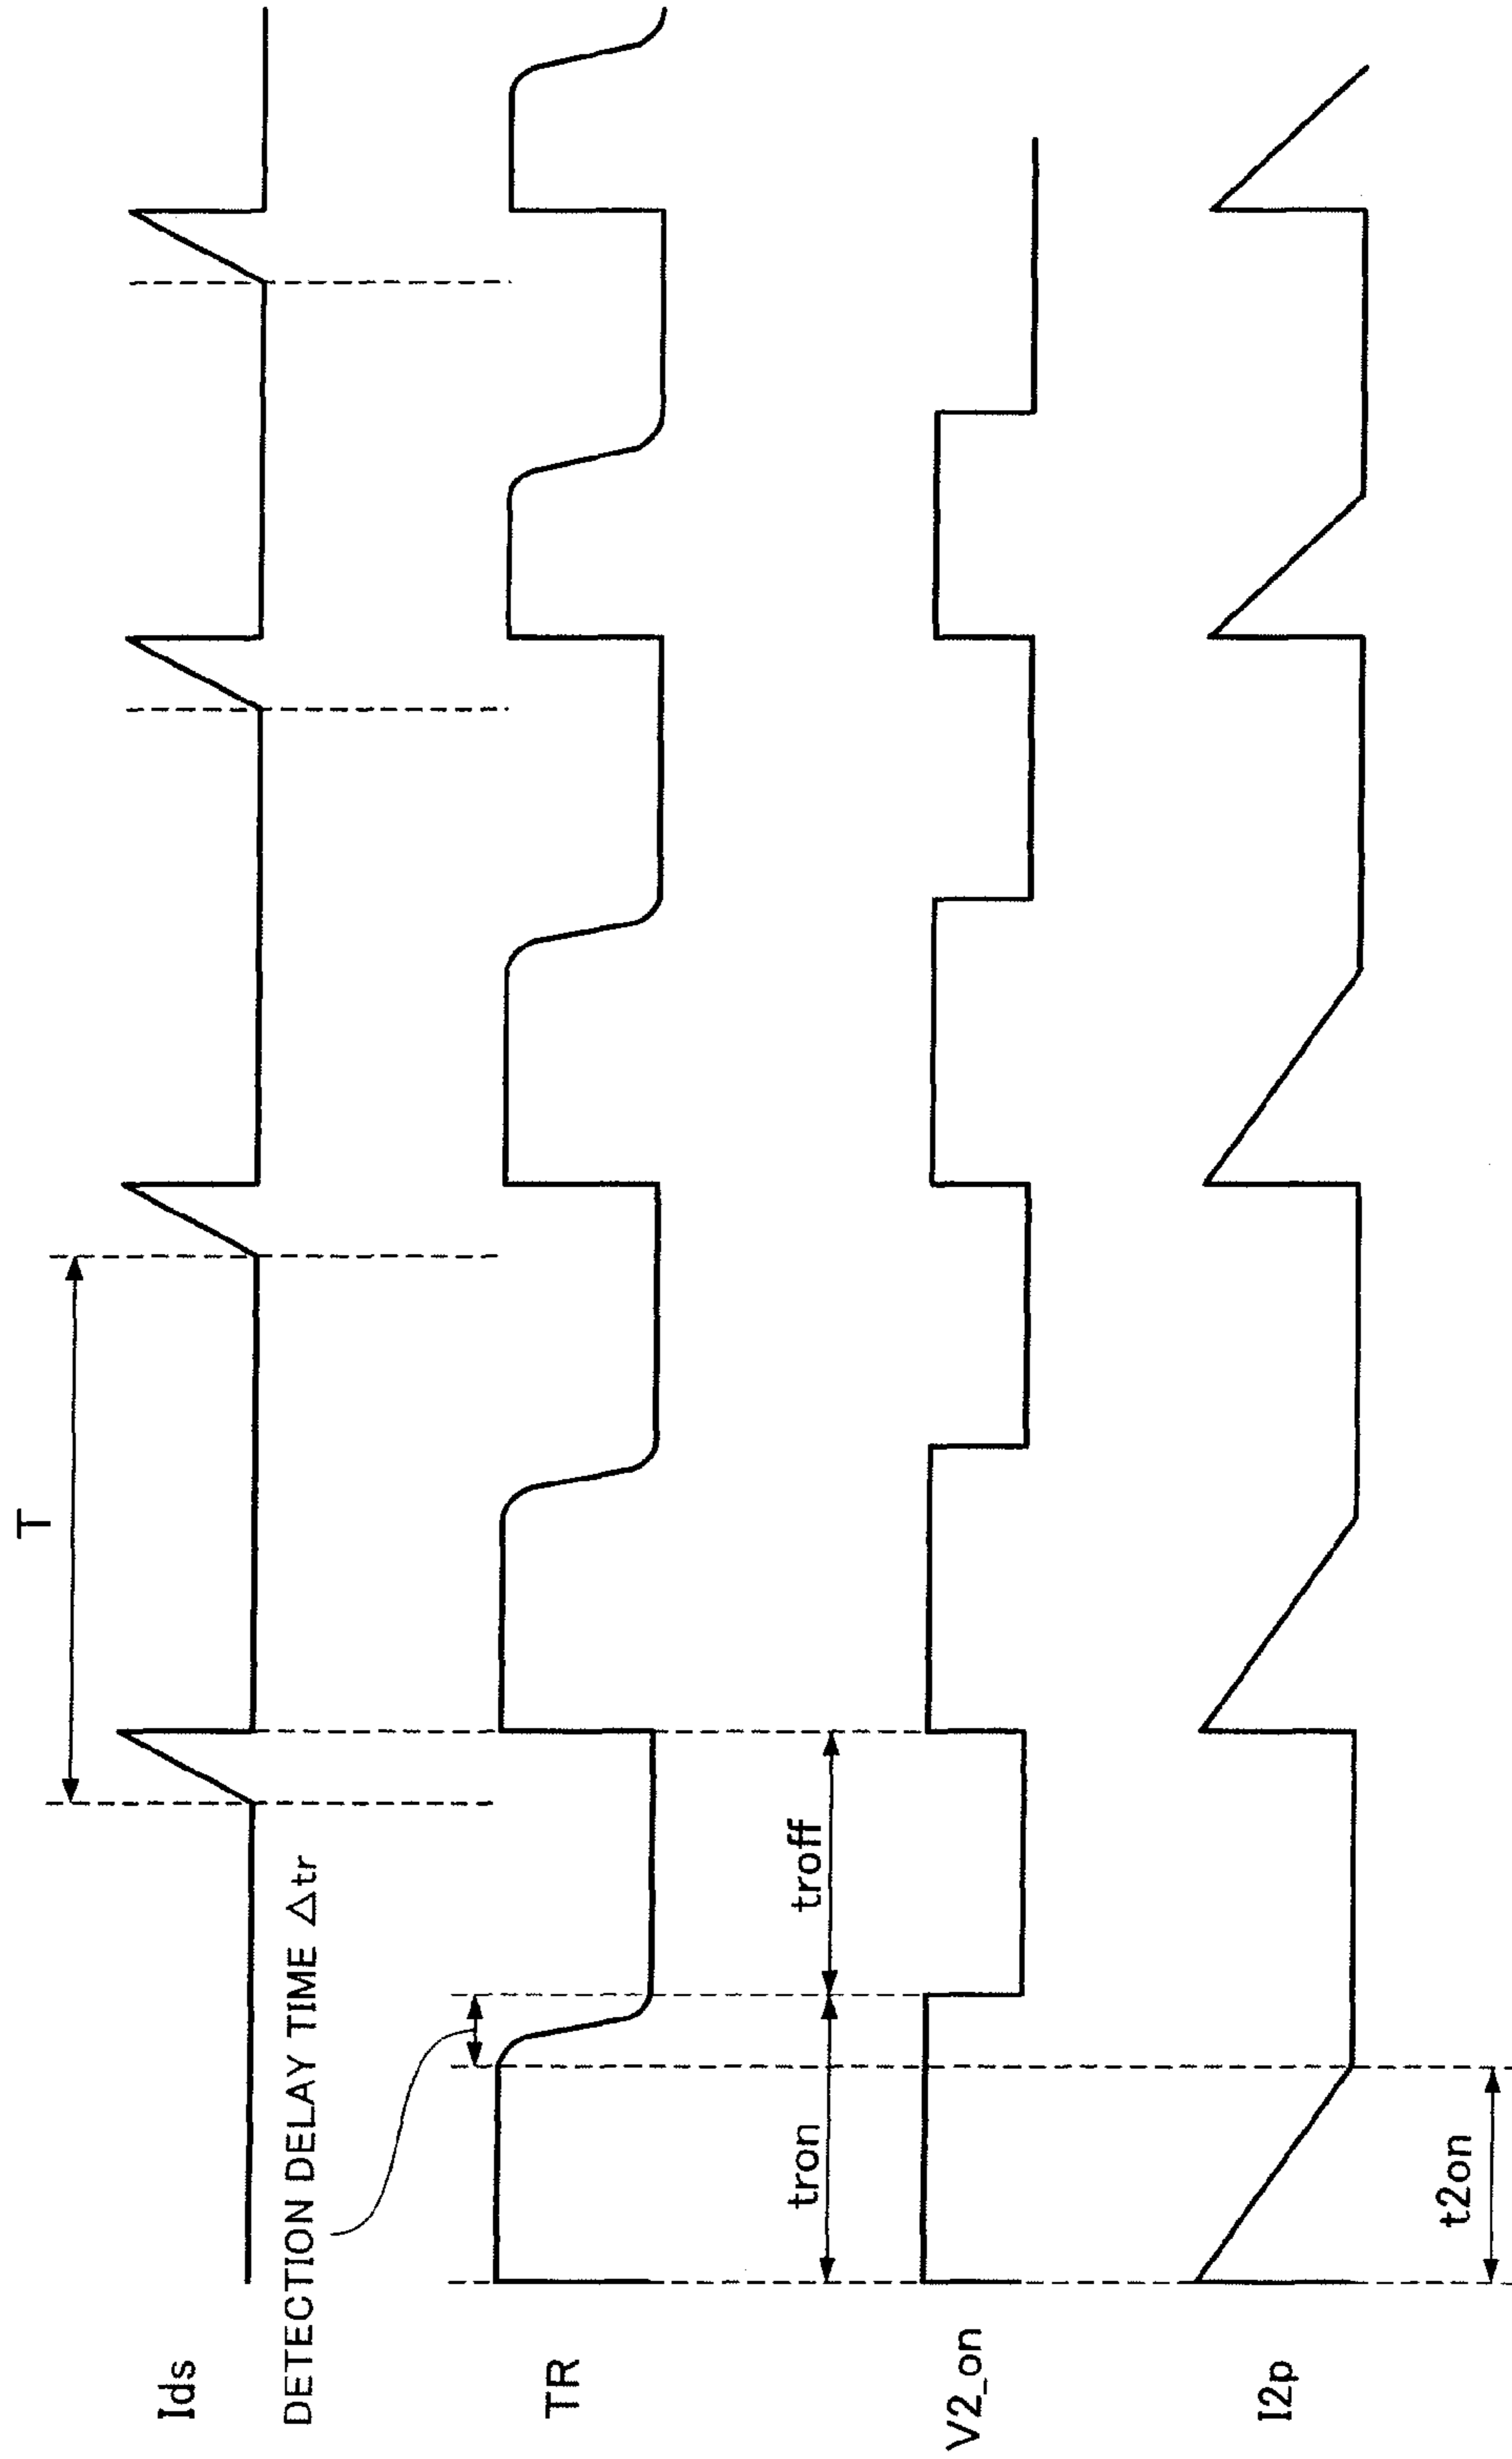 T
Ids
DETECTION DELAY TIME Δtr
TR
tron
troff
V2_on
I2p
t2on